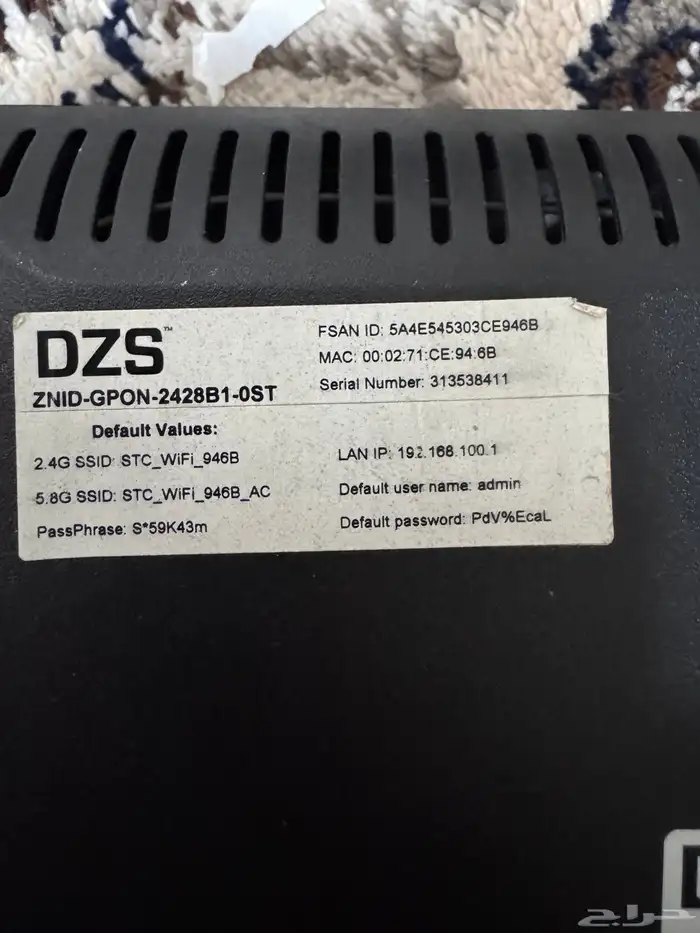 DZS™
ZNID-GPON-2428B1-0ST
FSAN ID: 5A4E545303CE946B
MAC: 00:02:71:CE:94:6B
Serial Number: 313538411
Default Values:
2.4G SSID: STC_WiFi_946B
5.8G SSID: STC_WiFi_946B_AC
PassPhrase: S*59K43m
LAN IP: 192.168.100.1
Default user name: admin
Default password: PdV%EcaL
حراج